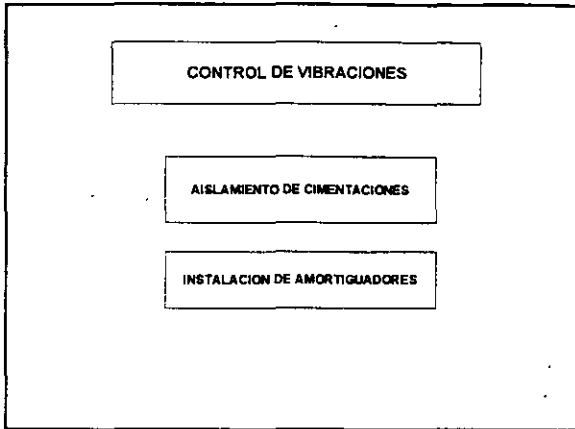 CONTROL DE VIBRACIONES
AISLAMIENTO DE CIMENTACIONES
INSTALACION DE AMORTIGUADORES